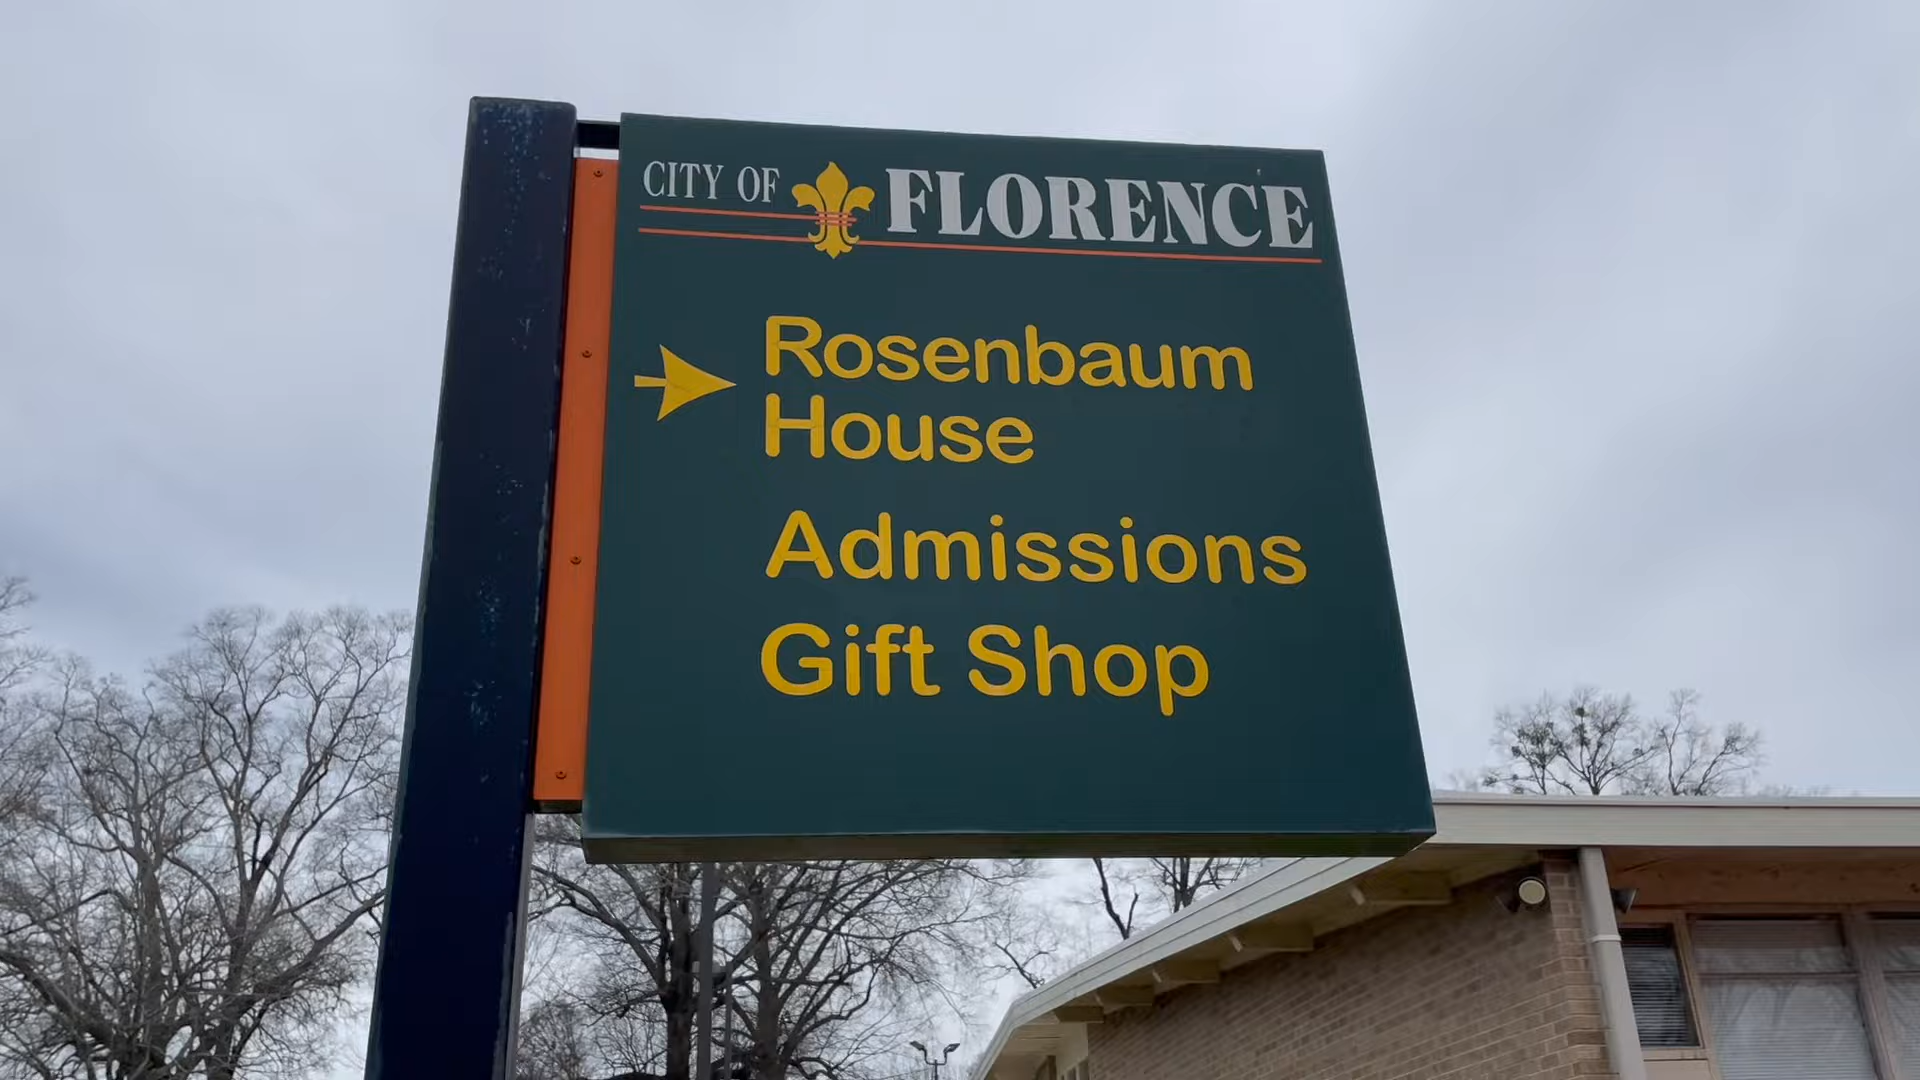 CITY OF FLORENCE
Rosenbaum
House
Admissions
Gift Shop